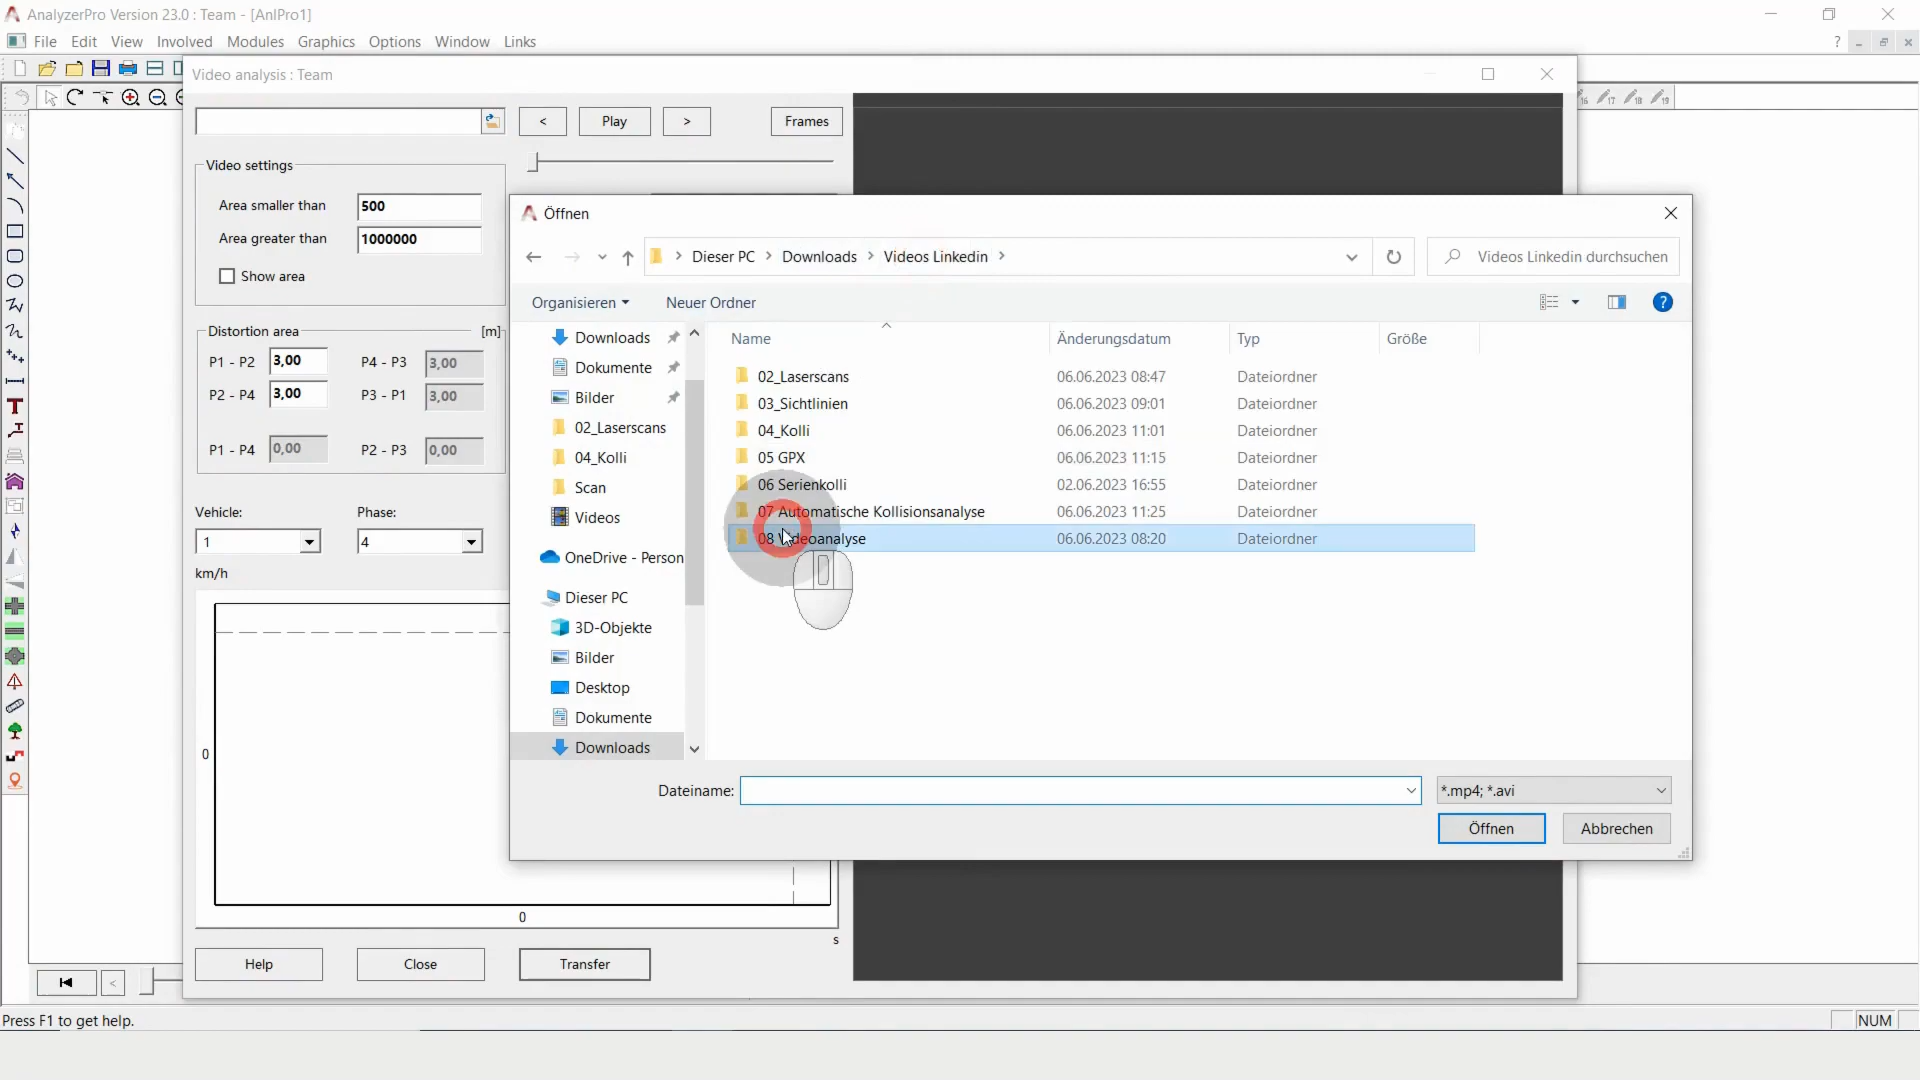 AnalyzerPro Version 23.0 : Team - [AnlPro1]
File Edit View Involved Modules Graphics Options Window Links ?
Video analysis : Team
16 17 18 19
< Play > Frames
Video settings
Area smaller than 500
Area greater than 1000000
Show area
Distortion area [m]
P1 - P2 3,00 P4 - P3 3,00
P2 - P4 3,00 P3 - P1 3,00
P1 - P4 0,00 P2 - P3 0,00
Vehicle: Phase:
1 4
km/h
0
0
s
Help Close Transfer
Öffnen
Dieser PC > Downloads > Videos Linkedin >
Videos Linkedin durchsuchen
Organisieren Neuer Ordner
Downloads
Dokumente
Bilder
02_Laserscans
04_Kolli
Scan
Videos
OneDrive - Person
Dieser PC
3D-Objekte
Bilder
Desktop
Dokumente
Downloads
Name Änderungsdatum Typ Größe
02_Laserscans 06.06.2023 08:47 Dateiordner
03_Sichtlinien 06.06.2023 09:01 Dateiordner
04_Kolli 06.06.2023 11:01 Dateiordner
05 GPX 06.06.2023 11:15 Dateiordner
06 Serienkolli 02.06.2023 16:55 Dateiordner
07 Automatische Kollisionsanalyse 06.06.2023 11:25 Dateiordner
08 Videoanalyse 06.06.2023 08:20 Dateiordner
Dateiname: *.mp4; *.avi
Öffnen Abbrechen
<
Press F1 to get help.
NUM